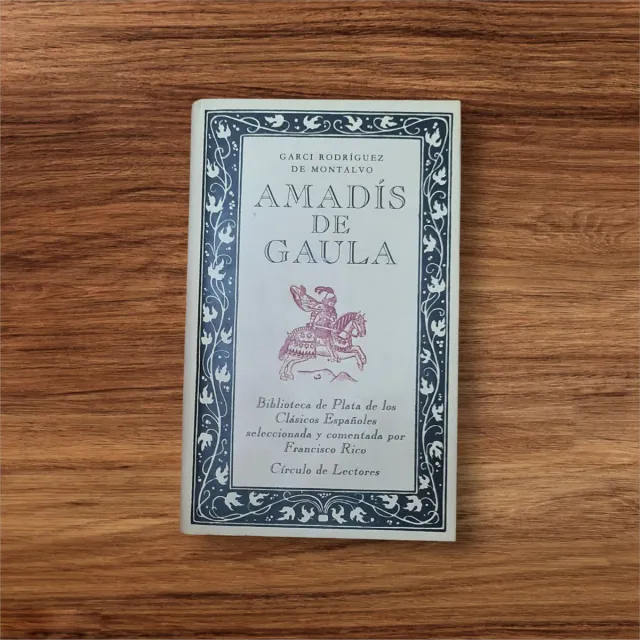 GARCI RODRÍGUEZ
DE MONTALVO
AMADÍS
DE
GAULA
Biblioteca de Plata de los
Clásicos Españoles
seleccionada y comentada por
Francisco Rico
Círculo de Lectores